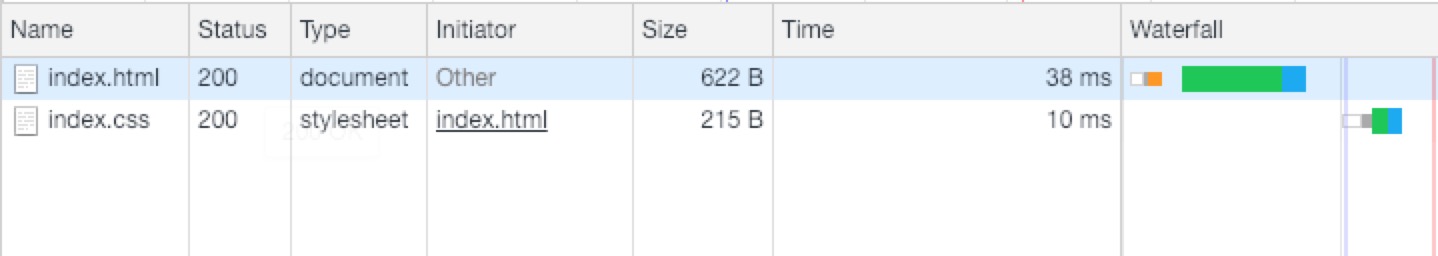 Name Status Type Initiator Size Time Waterfall
index.html 200 document Other 622 B 38 ms
index.css 200 stylesheet index.html 215 B 10 ms